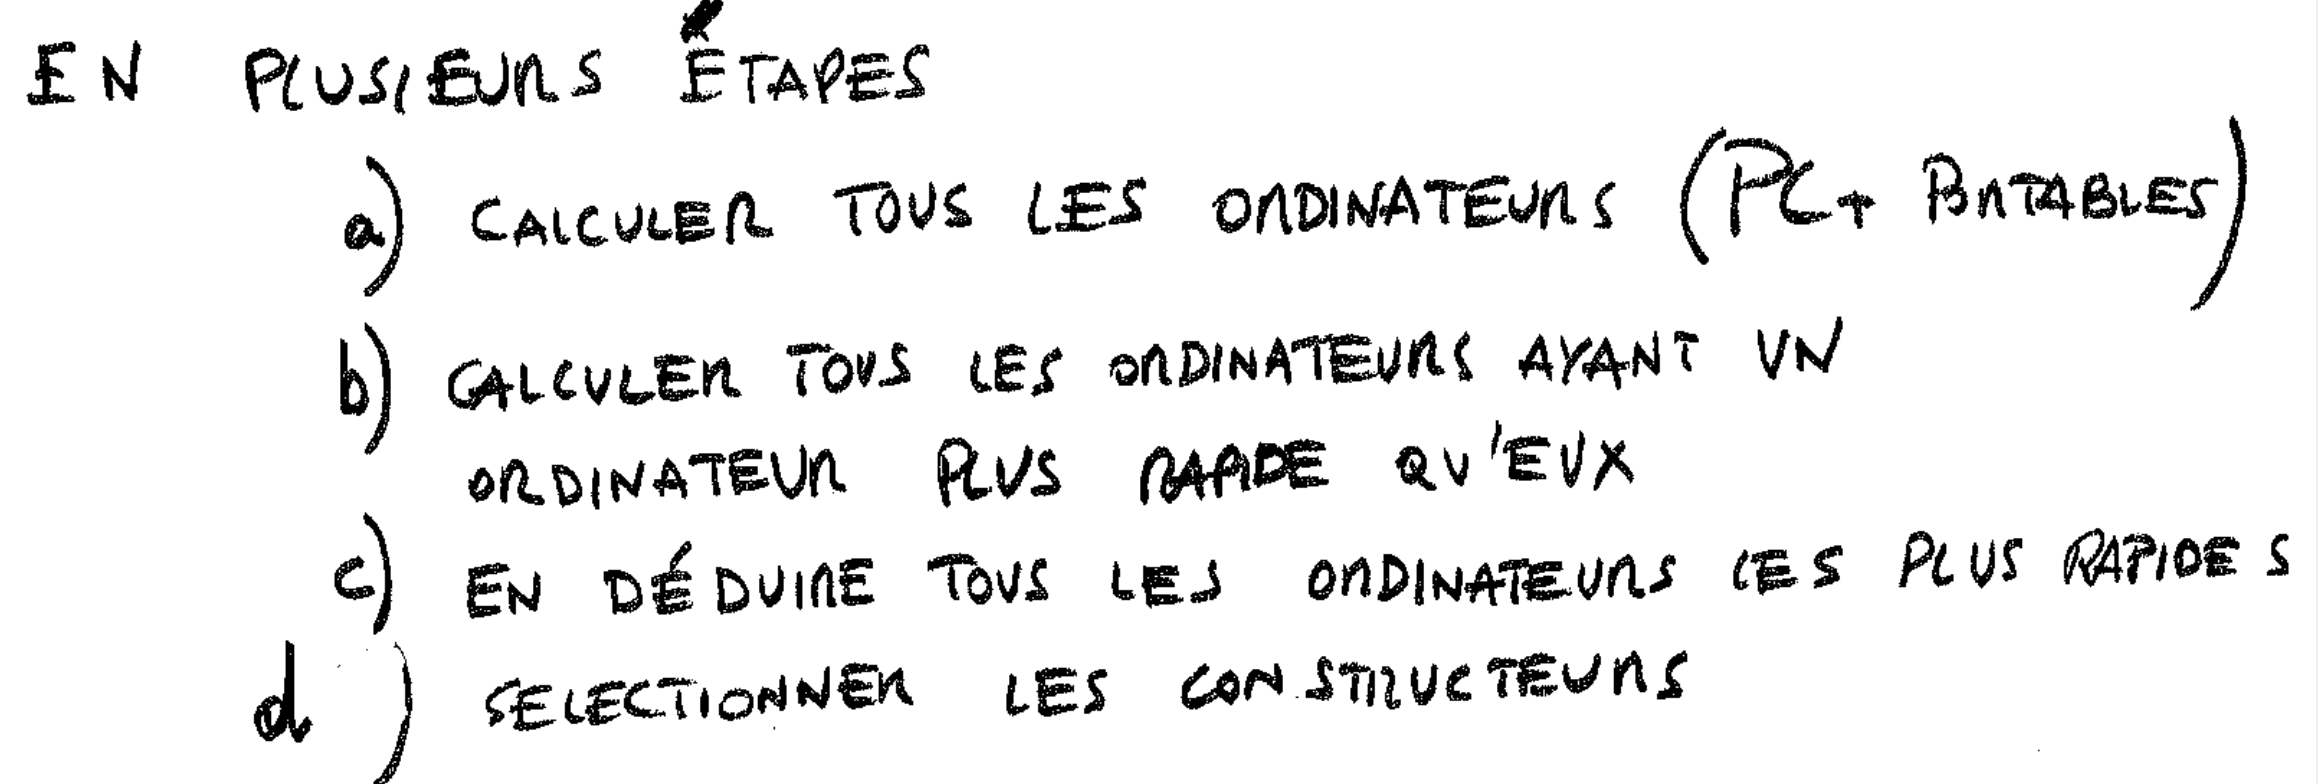 EN PLUSIEURS ÉTAPES
a) CALCULER TOUS LES ORDINATEURS (PC+ PORTABLES)
b) CALCULER TOUS LES ORDINATEURS AYANT UN
ORDINATEUR PLUS RAPIDE QU'EUX
c) EN DÉDUIRE TOUS LES ORDINATEURS LES PLUS RAPIDES
d) SELECTIONNER LES CONSTRUCTEURS